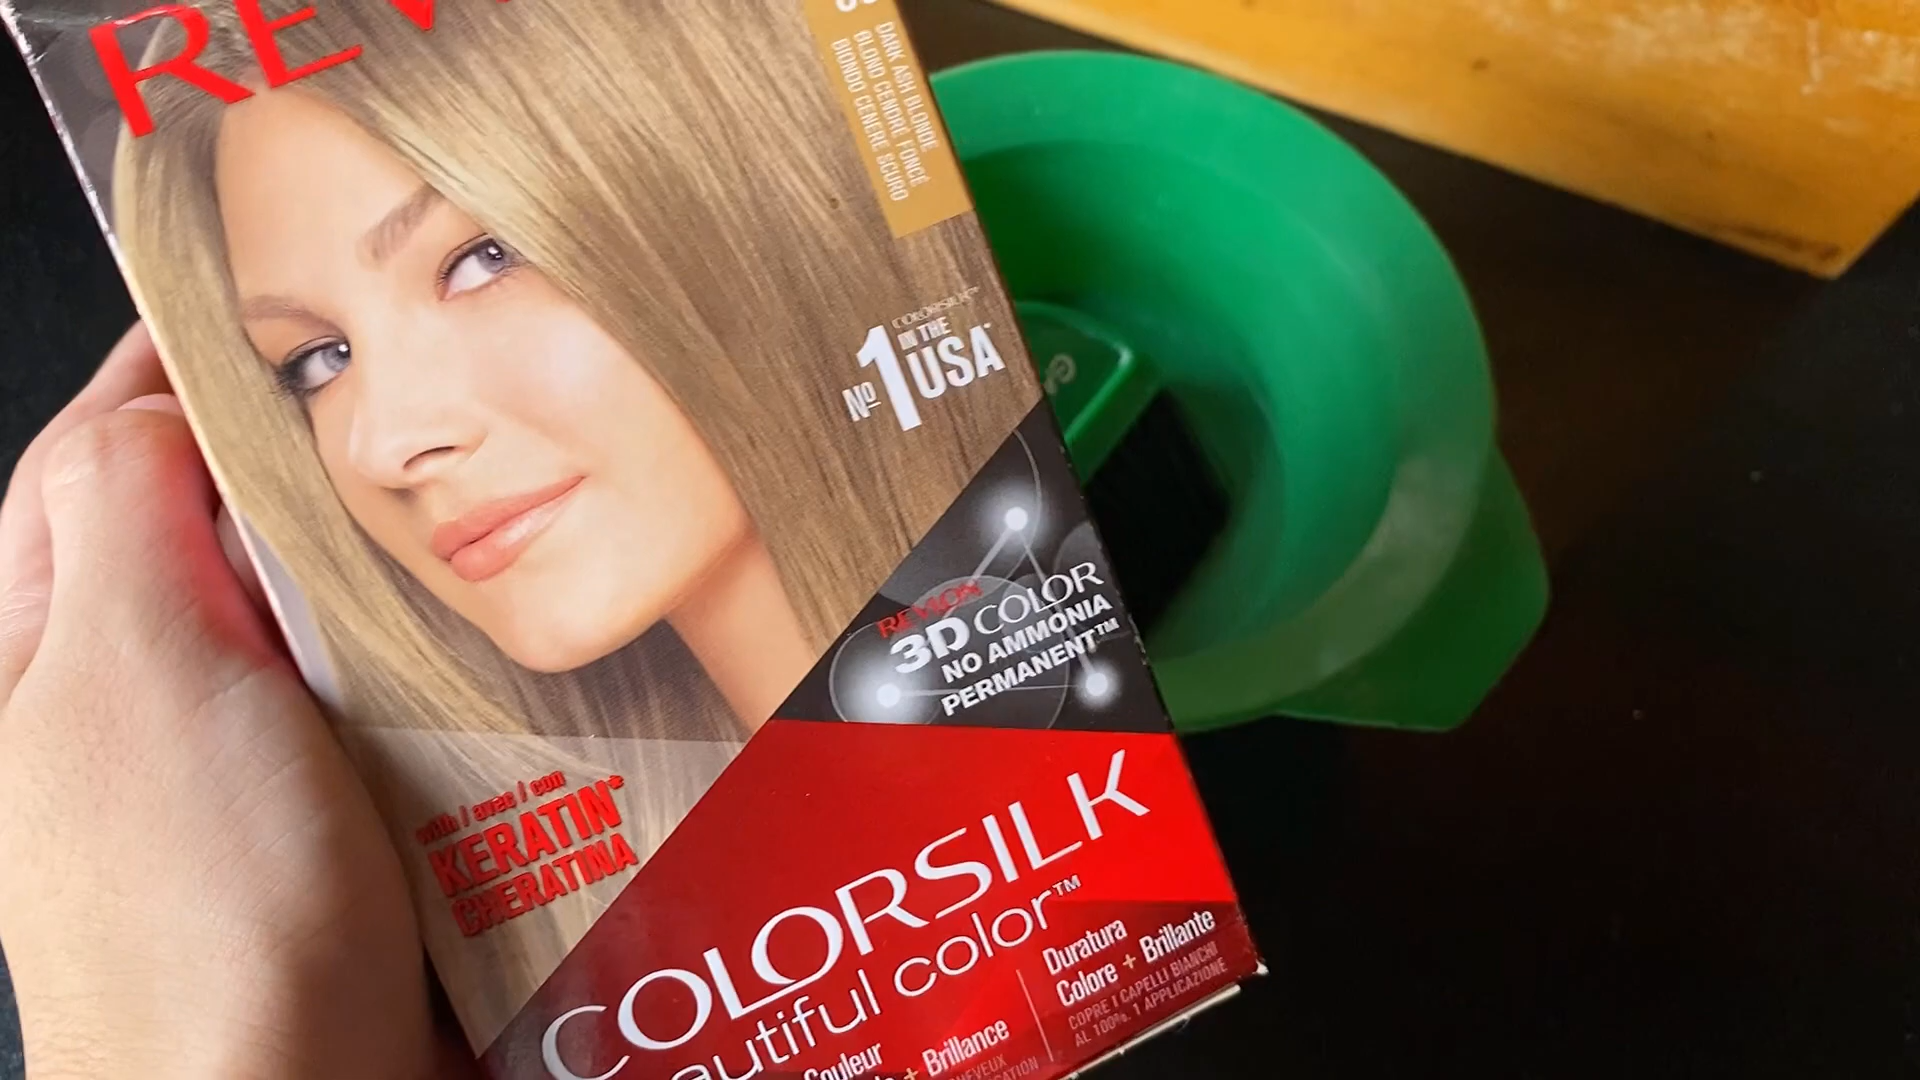 REV
DARK ASH BLONDE
BLOND CENDRÉ FONCÉ
BIONDO CENERE SCURO
COLORSILK™
Nº1 IN THE
USA*
REVLON
3D COLOR
NO AMMONIA
PERMANENT™
with / avec / con
KERATIN*
CHERATINA
COLORSILK
eautiful color™
Couleur
+ Brillance
Duratura
Colore + Brillante
COPRE I CAPELLI BIANCHI
AL 100%. 1 APPLICAZIONE